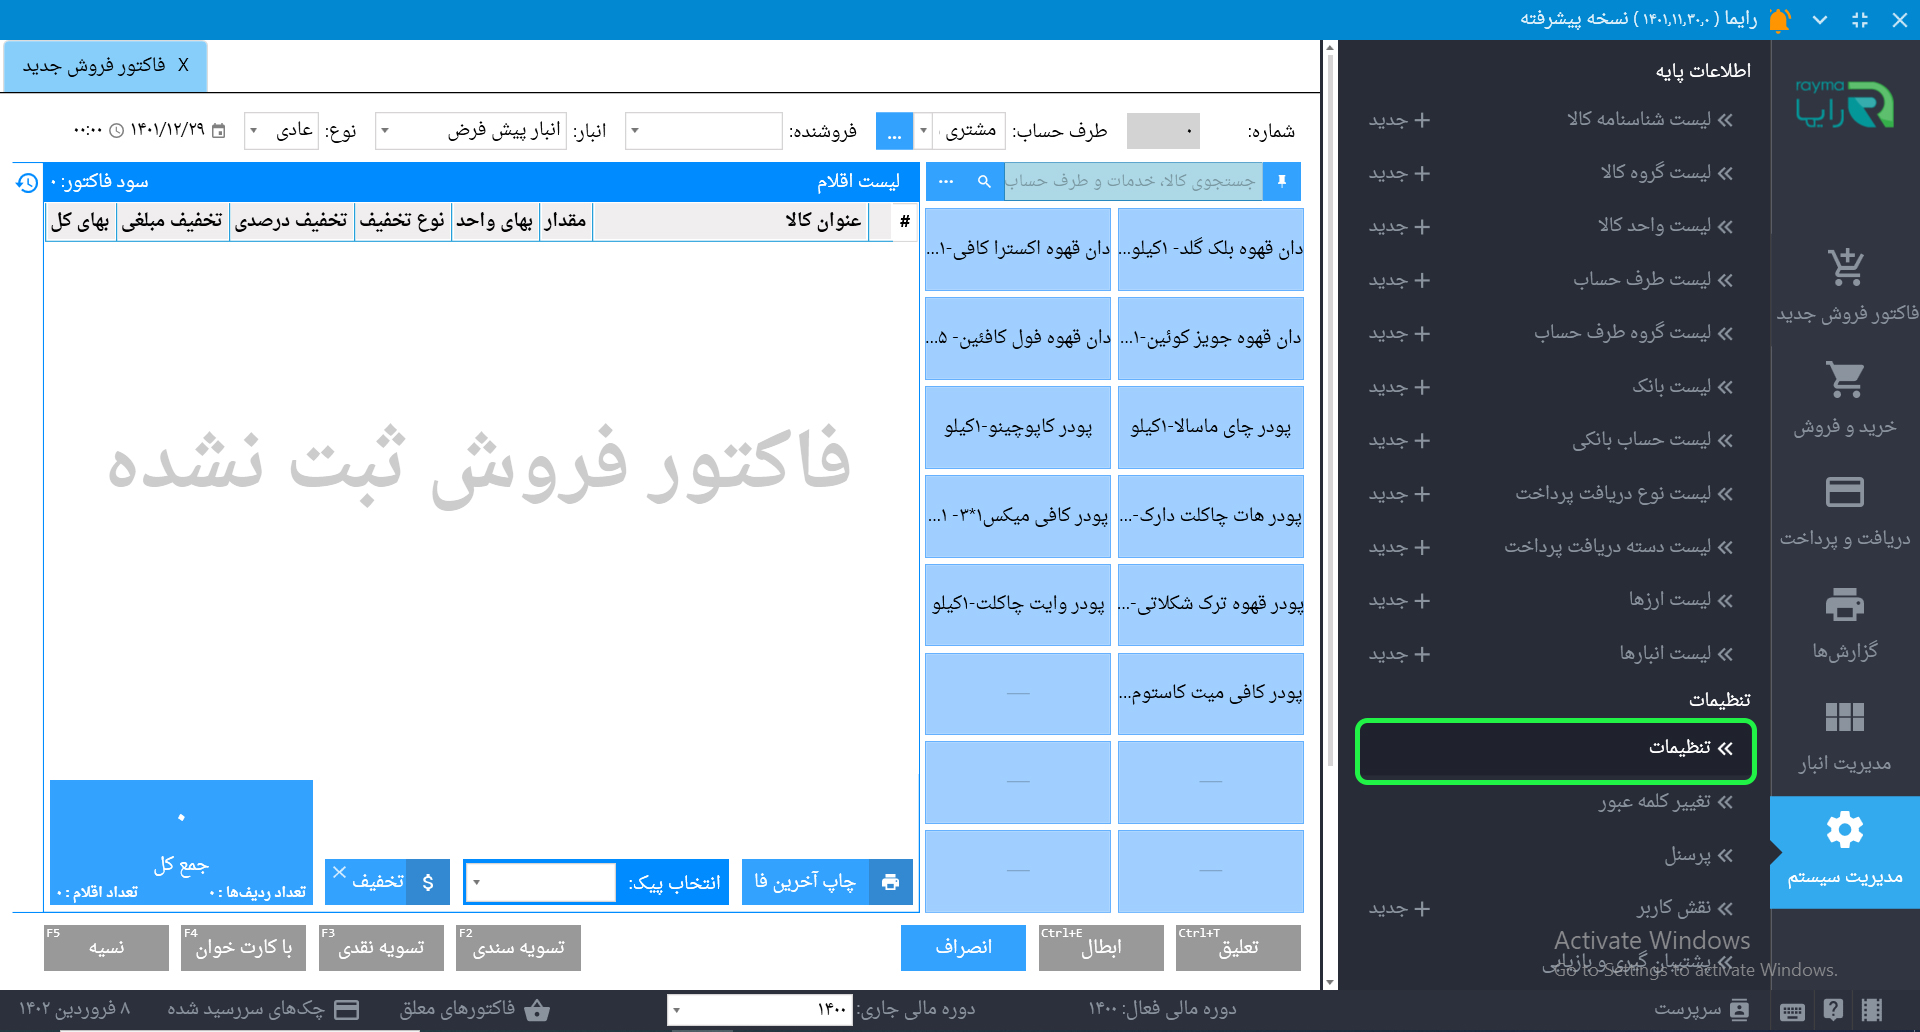 رایما ( ۱۴۰۱,۱۱,۳۰,۰ ) نسخه پیشرفته
X فاکتور فروش جدید
شماره: ۰ طرف حساب: مشتری ... فروشنده: انبار: انبار پیش فرض نوع: عادی ۱۴۰۱/۱۲/۲۹ ۰۰:۰۰
جستجوی کالا، خدمات و طرف حساب
لیست اقلام
سود فاکتور: ۰
# عنوان کالا مقدار بهای واحد نوع تخفیف تخفیف درصدی تخفیف مبلغی بهای کل
دان قهوه بلک گلد- ۱کیلو...
دان قهوه اکسترا کافی-۱...
دان قهوه جویز کوئین-۱...
دان قهوه فول کافئین- ۵...
پودر چای ماسالا-۱کیلو
پودر کاپوچینو-۱کیلو
پودر هات چاکلت دارک-...
پودر کافی میکس۱*۳- ۱...
پودر قهوه ترک شکلاتی-...
پودر وایت چاکلت-۱کیلو
پودر کافی میت کاستوم...
فاکتور فروش ثبت نشده
چاپ آخرین فا
انتخاب پیک:
تخفیف
۰
جمع کل
تعداد ردیف‌ها : ۰
تعداد اقلام : ۰
تعلیق Ctrl+T
ابطال Ctrl+E
انصراف
تسویه سندی F2
تسویه نقدی F3
با کارت خوان F4
نسیه F5
رایما
rayma
فاکتور فروش جدید
خرید و فروش
دریافت و پرداخت
گزارش‌ها
مدیریت انبار
مدیریت سیستم
اطلاعات پایه
لیست شناسنامه کالا + جدید
لیست گروه کالا + جدید
لیست واحد کالا + جدید
لیست طرف حساب + جدید
لیست گروه طرف حساب + جدید
لیست بانک + جدید
لیست حساب بانکی + جدید
لیست نوع دریافت پرداخت + جدید
لیست دسته دریافت پرداخت + جدید
لیست ارزها + جدید
لیست انبارها + جدید
تنظیمات
تنظیمات
تغییر کلمه عبور
پرسنل
نقش کاربر + جدید
پشتیبان گیری و بازیابی
Activate Windows
Go to Settings to activate Windows.
سرپرست
دوره مالی فعال: ۱۴۰۰
دوره مالی جاری: ۱۴۰۰
فاکتورهای معلق
چک‌های سررسید شده
۸ فروردین ۱۴۰۲